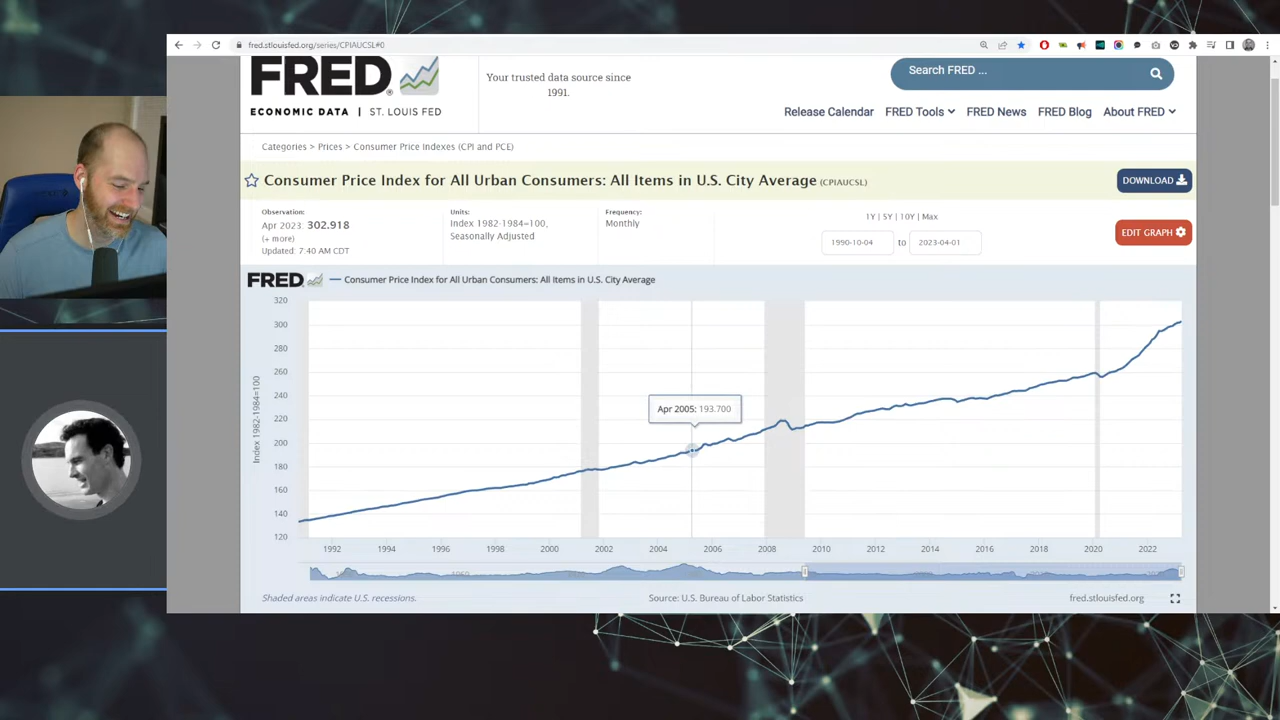 fred.stlouisfed.org/series/CPIAUCSL#0
FRED
ECONOMIC DATA | ST. LOUIS FED
Your trusted data source since
1991.
Search FRED ...
Release Calendar FRED Tools FRED News FRED Blog About FRED
Categories > Prices > Consumer Price Indexes (CPI and PCE)
Consumer Price Index for All Urban Consumers: All Items in U.S. City Average (CPIAUCSL)
DOWNLOAD
Observation:
Apr 2023: 302.918
(+ more)
Updated: 7:40 AM CDT
Units:
Index 1982-1984=100,
Seasonally Adjusted
Frequency:
Monthly
1Y | 5Y | 10Y | Max
1990-10-04 to 2023-04-01
EDIT GRAPH
FRED Consumer Price Index for All Urban Consumers: All Items in U.S. City Average
Index 1982-1984=100
320
300
280
260
240
220
200
180
160
140
120
Apr 2005: 193.700
1992 1994 1996 1998 2000 2002 2004 2006 2008 2010 2012 2014 2016 2018 2020 2022
Shaded areas indicate U.S. recessions.
Source: U.S. Bureau of Labor Statistics
fred.stlouisfed.org